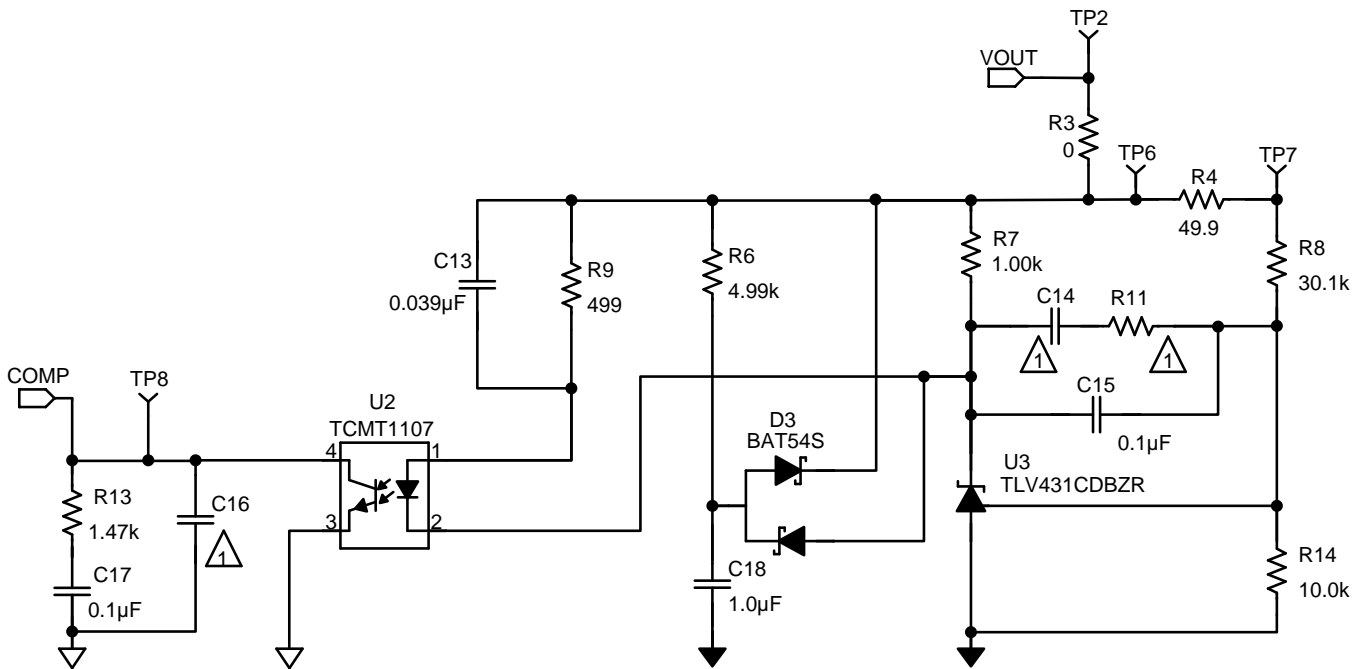 TP2
VOUT
R3
0
TP6
TP7
R4
49.9
R7
1.00k
R8
30.1k
C13
0.039µF
R9
499
R6
4.99k
C14
R11
1
1
C15
0.1µF
COMP
TP8
U2
TCMT1107
4
1
3
2
D3
BAT54S
U3
TLV431CDBZR
R13
1.47k
C16
1
C17
0.1µF
C18
1.0µF
R14
10.0k